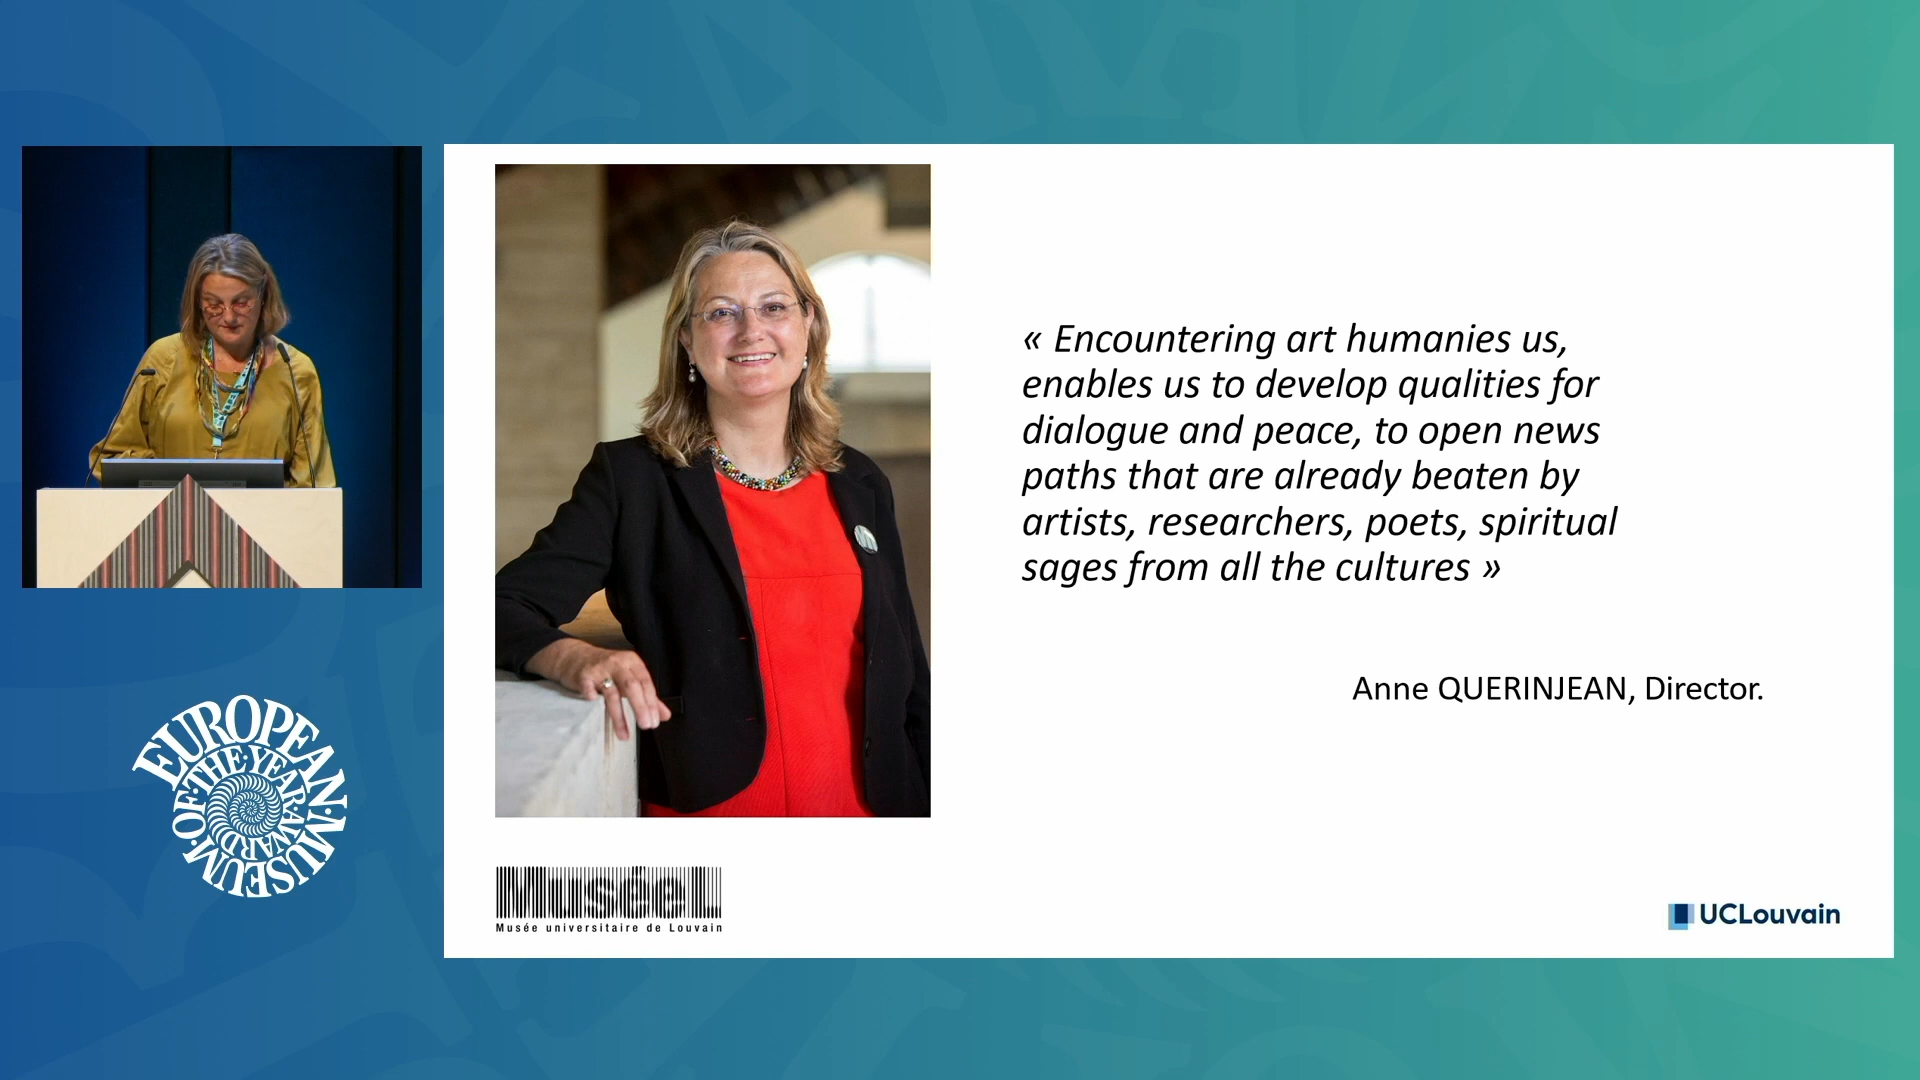 « Encountering art humanies us,
enables us to develop qualities for
dialogue and peace, to open news
paths that are already beaten by
artists, researchers, poets, spiritual
sages from all the cultures »
Anne QUERINJEAN, Director.
EUROPEAN·MUSEUM
·OF·THE·YEAR·AWARD
MuséeL
Musée universitaire de Louvain
UCLouvain